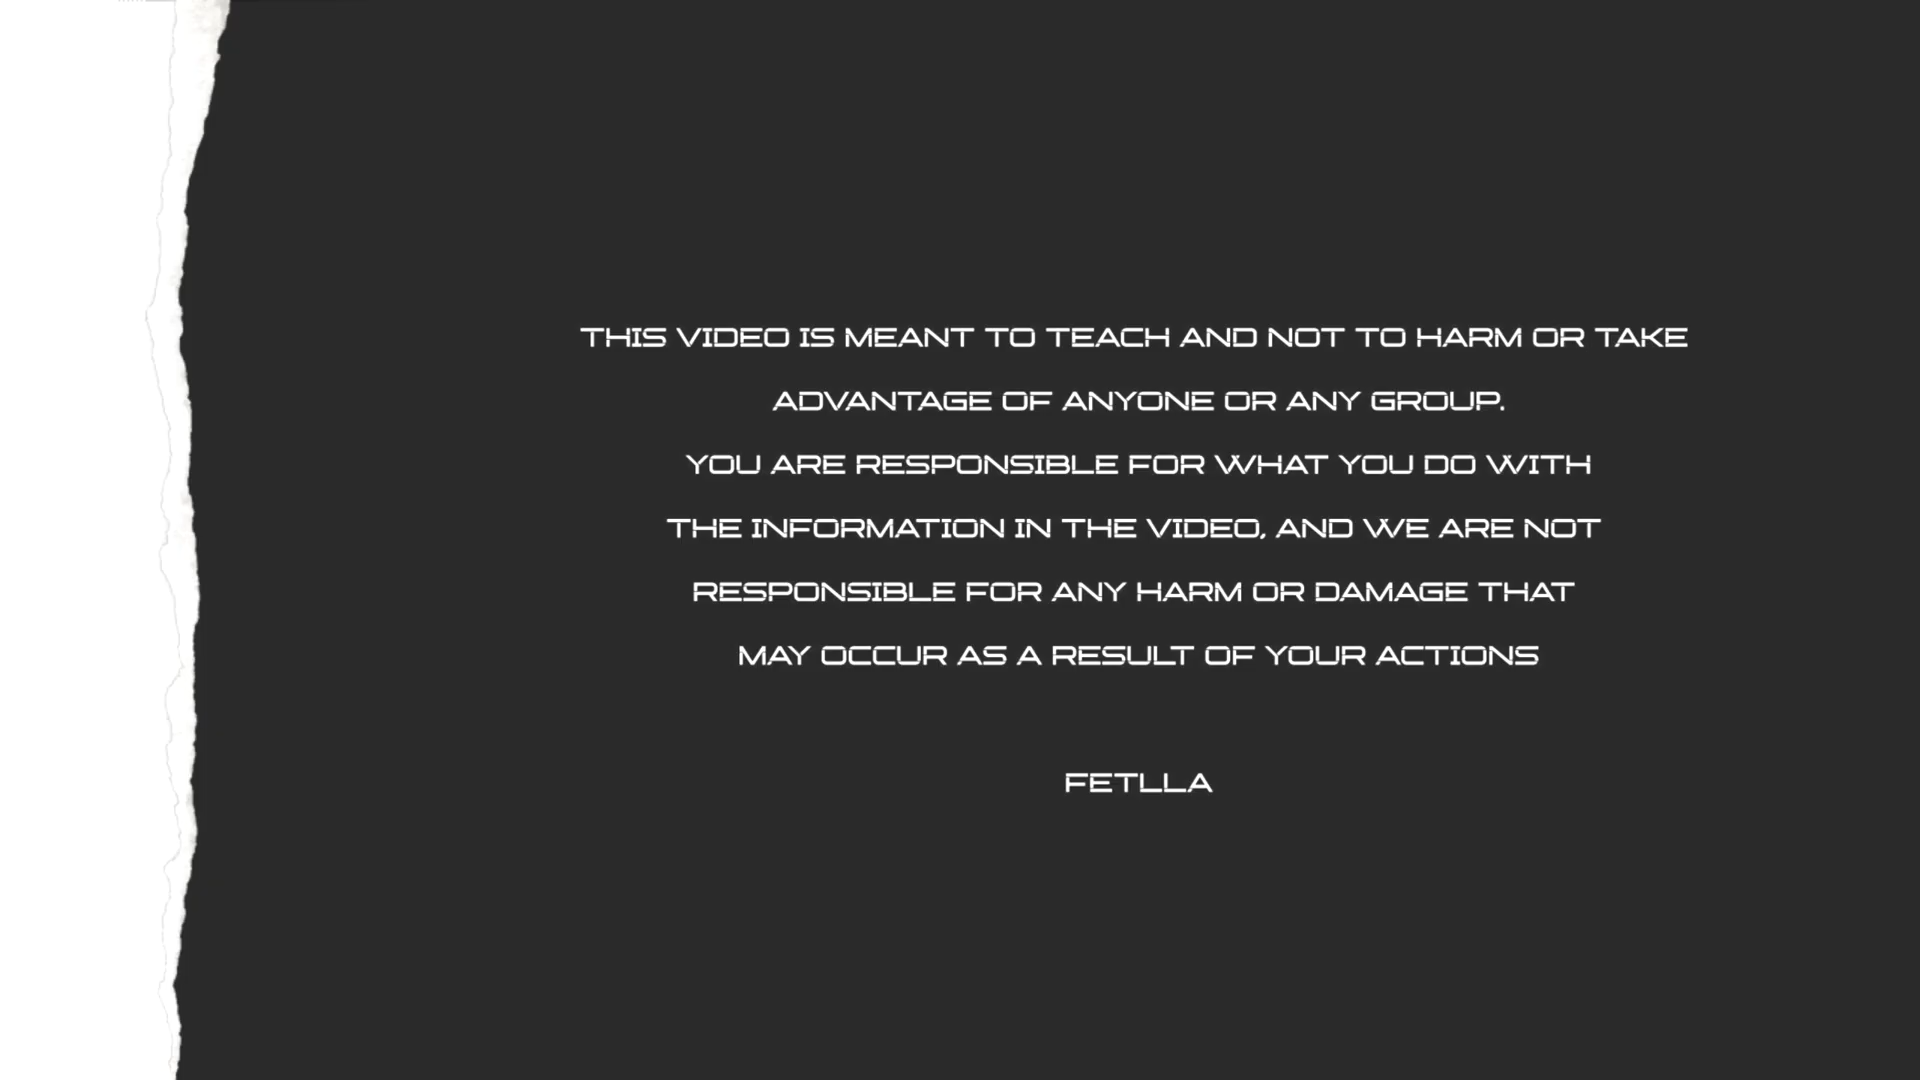 THIS VIDEO IS MEANT TO TEACH AND NOT TO HARM OR TAKE
ADVANTAGE OF ANYONE OR ANY GROUP.
YOU ARE RESPONSIBLE FOR WHAT YOU DO WITH
THE INFORMATION IN THE VIDEO, AND WE ARE NOT
RESPONSIBLE FOR ANY HARM OR DAMAGE THAT
MAY OCCUR AS A RESULT OF YOUR ACTIONS
FETLLA